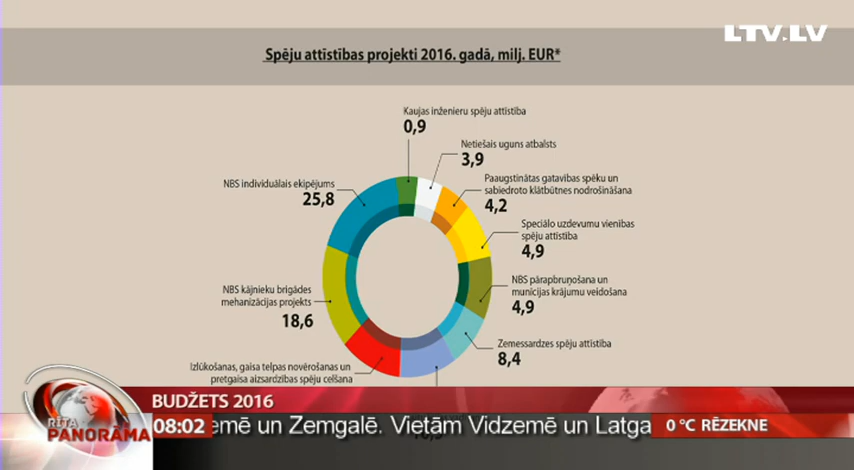 LTV.LV
Spēju attīstības projekti 2016. gadā, milj. EUR*
Kaujas inženieru spēju attīstība
0,9
Netiešais uguns atbalsts
3,9
NBS individuālais ekipējums
25,8
Paaugstinātas gatavības spēku un
sabiedroto klātbūtnes nodrošināšana
4,2
Speciālo uzdevumu vienības
spēju attīstība
4,9
NBS pārapbruņošana un
munīcijas krājumu veidošana
4,9
NBS kājnieku brigādes
mehanizācijas projekts
18,6
Zemessardzes spēju attīstība
8,4
Izlūkošanas, gaisa telpas novērošanas un
pretgaisa aizsardzības spēju celšana
BUDŽETS 2016
RĪTA
PANORĀMA
08:02
emē un Zemgalē. Vietām Vidzemē un Latga
0 °C RĒZEKNE